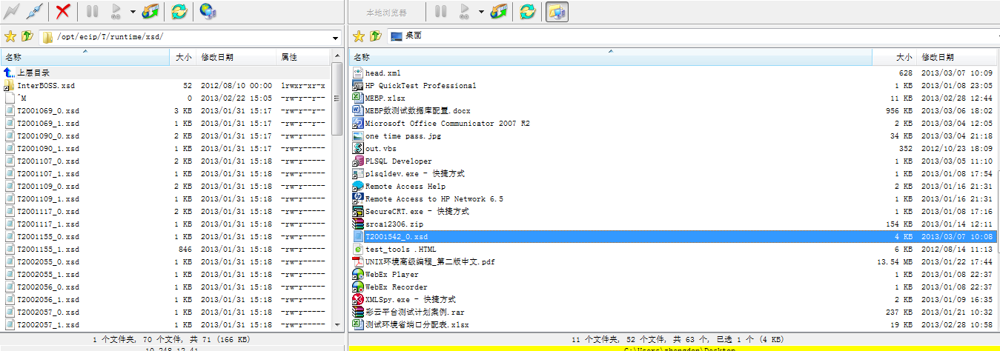 GO
本地浏览器
GO
/opt/ecip/T/runtime/xsd/
桌面
名称 大小 修改日期 属性
上层目录
InterBOSS.xsd 52 2012/08/10 00:00 lrwxr-xr-x
^M 0 2013/02/22 15:05 -rw-r--r--
T2001069_0.xsd 3 KB 2013/01/31 15:17 -rw-r--r--
T2001069_1.xsd 1 KB 2013/01/31 15:17 -rw-r--r--
T2001090_0.xsd 2 KB 2013/01/31 15:17 -rw-r-----
T2001090_1.xsd 1 KB 2013/01/31 15:17 -rw-r-----
T2001107_0.xsd 2 KB 2013/01/31 15:18 -rw-r-----
T2001107_1.xsd 1 KB 2013/01/31 15:18 -rw-r-----
T2001109_0.xsd 2 KB 2013/01/31 15:18 -rw-r-----
T2001109_1.xsd 1 KB 2013/01/31 15:18 -rw-r-----
T2001117_0.xsd 2 KB 2013/01/31 15:18 -rw-r-----
T2001117_1.xsd 1 KB 2013/01/31 15:18 -rw-r-----
T2001155_0.xsd 1 KB 2013/01/31 15:18 -rw-r-----
T2001155_1.xsd 846 2013/01/31 15:18 -rw-r-----
T2002055_0.xsd 1 KB 2013/01/31 15:18 -rw-r-----
T2002055_1.xsd 1 KB 2013/01/31 15:18 -rw-r-----
T2002056_0.xsd 1 KB 2013/01/31 15:18 -rw-r-----
T2002056_1.xsd 1 KB 2013/01/31 15:18 -rw-r-----
T2002057_0.xsd 1 KB 2013/01/31 15:18 -rw-r-----
T2002057_1.xsd 1 KB 2013/01/31 15:18 -rw-r-----
1 个文件夹, 70 个文件, 共 71 (166 KB)
10.248.12.41
名称 大小 修改日期
head.xml 628 2013/03/07 10:09
HP QuickTest Professional 1 KB 2013/01/08 23:05
MEBP.xlsx 11 KB 2013/02/28 12:44
MEBP数测试数据库配置.docx 956 KB 2013/03/06 18:02
Microsoft Office Communicator 2007 R2 2 KB 2013/03/04 12:05
one time pass.jpg 34 KB 2013/03/04 21:18
out.vbs 352 2012/10/23 18:09
PLSQL Developer 1 KB 2013/03/05 11:10
plsqldev.exe - 快捷方式 1 KB 2013/01/08 17:54
Remote Access Help 2 KB 2013/01/16 21:31
Remote Access to HP Network 6.5 1 KB 2013/01/16 21:31
SecureCRT.exe - 快捷方式 1 KB 2013/01/08 17:16
srca12306.zip 154 KB 2013/01/14 12:11
T2001542_0.xsd 4 KB 2013/03/07 10:08
test_tools .HTML 6 KB 2012/08/14 11:13
UNIX环境高级编程_第二版中文.pdf 13.54 MB 2013/01/22 17:44
WebEx Player 1 KB 2013/01/08 22:37
WebEx Recorder 1 KB 2013/01/08 22:37
XMLSpy.exe - 快捷方式 2 KB 2013/01/09 16:35
彩云平台测试计划案例.rar 237 KB 2013/01/21 10:32
测试环境省端口分配表.xlsx 19 KB 2013/02/28 10:58
11 个文件夹, 52 个文件, 共 63 个, 已选 1 个 (4 KB)